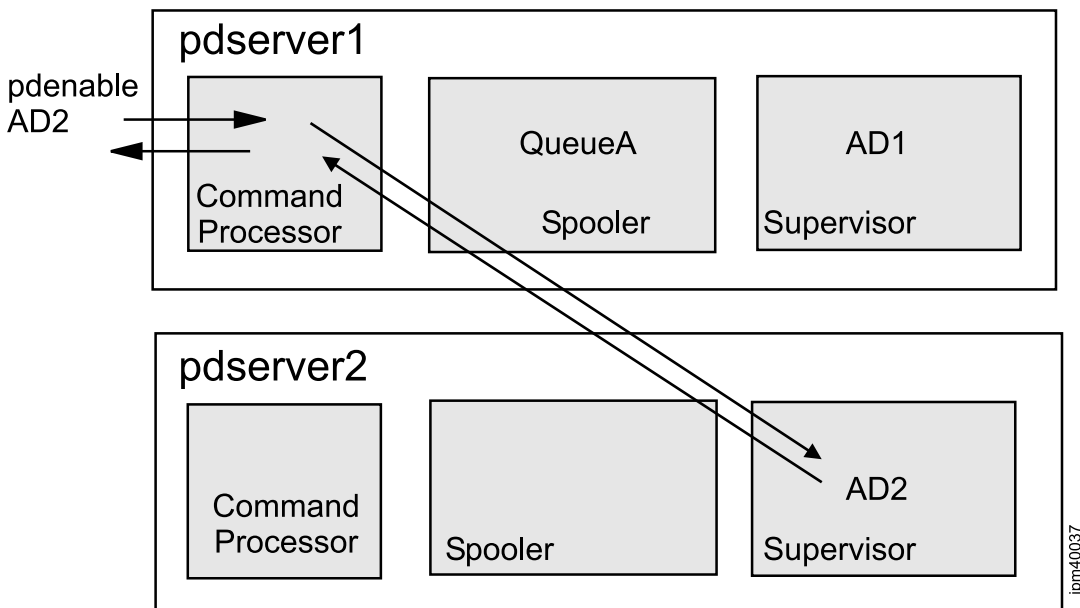 pdserver1
pdenable
AD2
Command
Processor
QueueA
Spooler
AD1
Supervisor
pdserver2
Command
Processor
Spooler
AD2
Supervisor
ipm40037